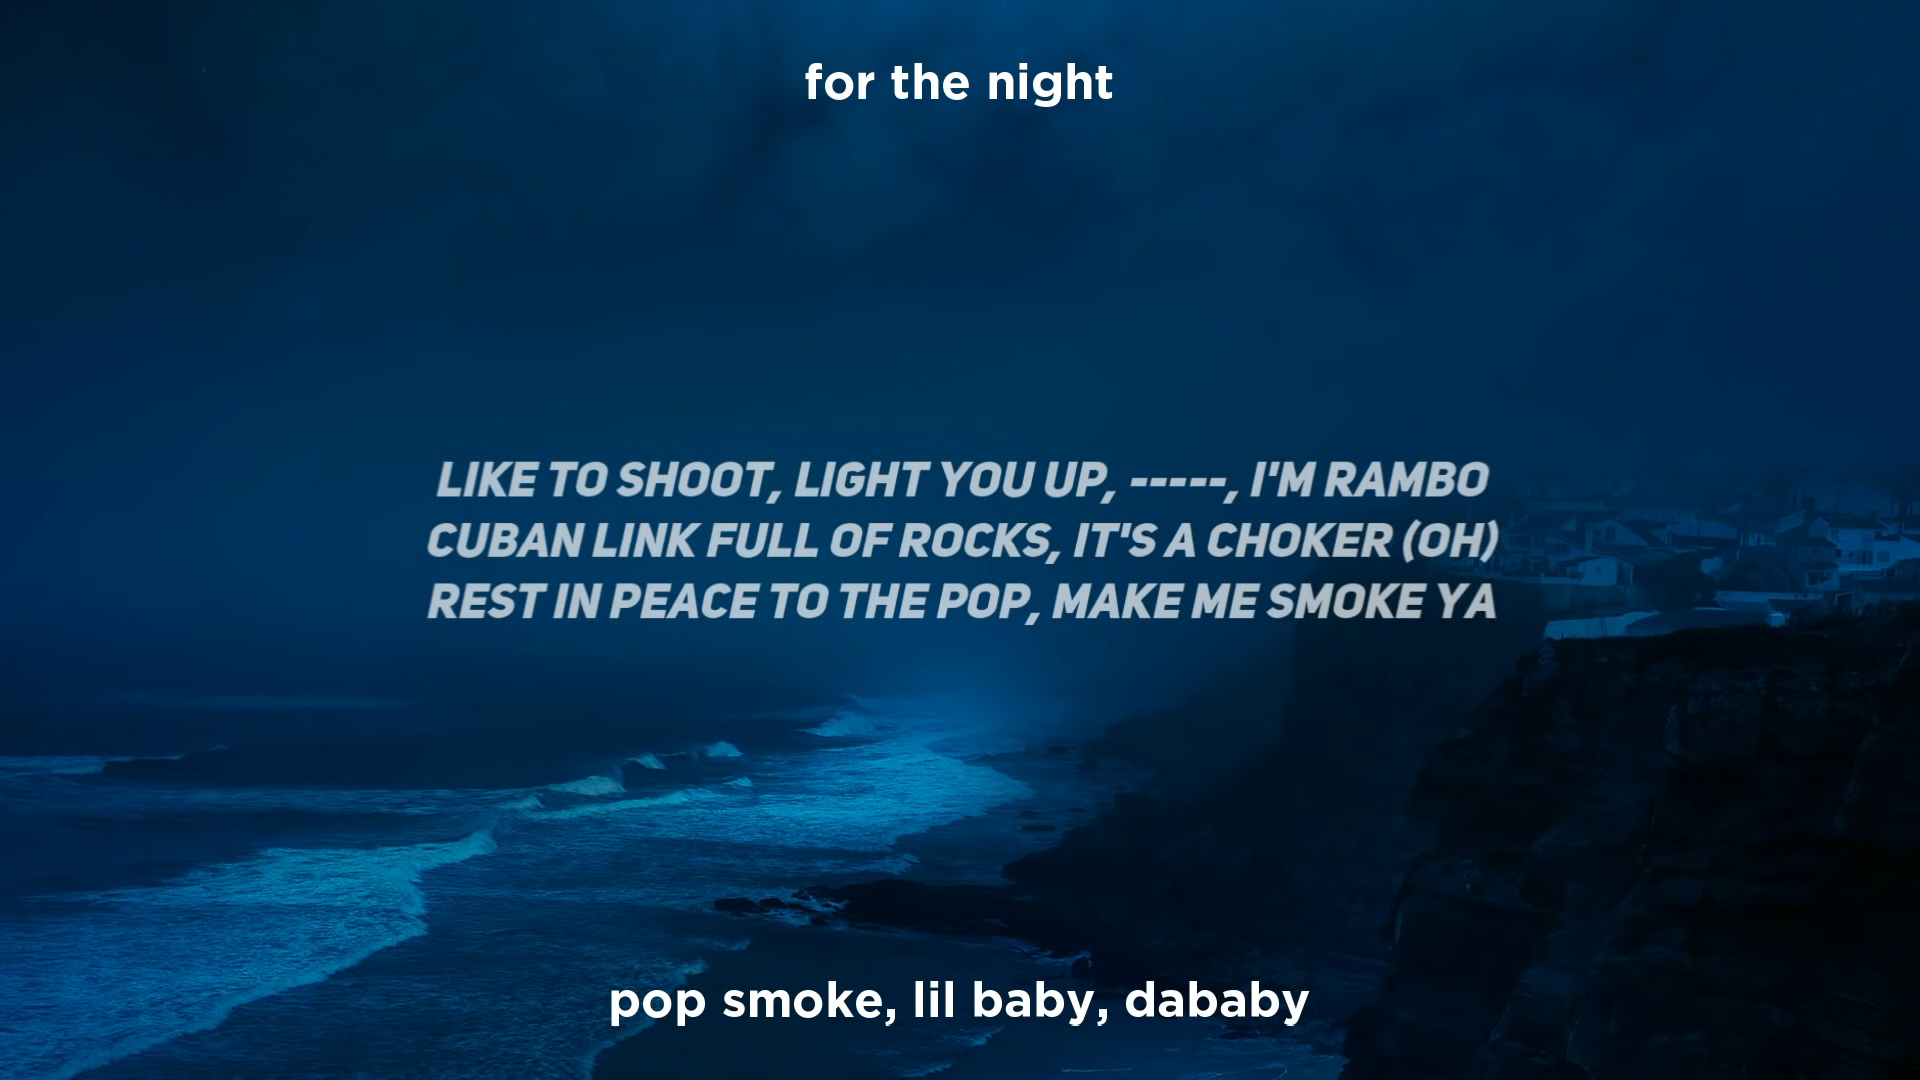 for the night
LIKE TO SHOOT, LIGHT YOU UP, -----, I'M RAMBO
CUBAN LINK FULL OF ROCKS, IT'S A CHOKER (OH)
REST IN PEACE TO THE POP, MAKE ME SMOKE YA
pop smoke, lil baby, dababy